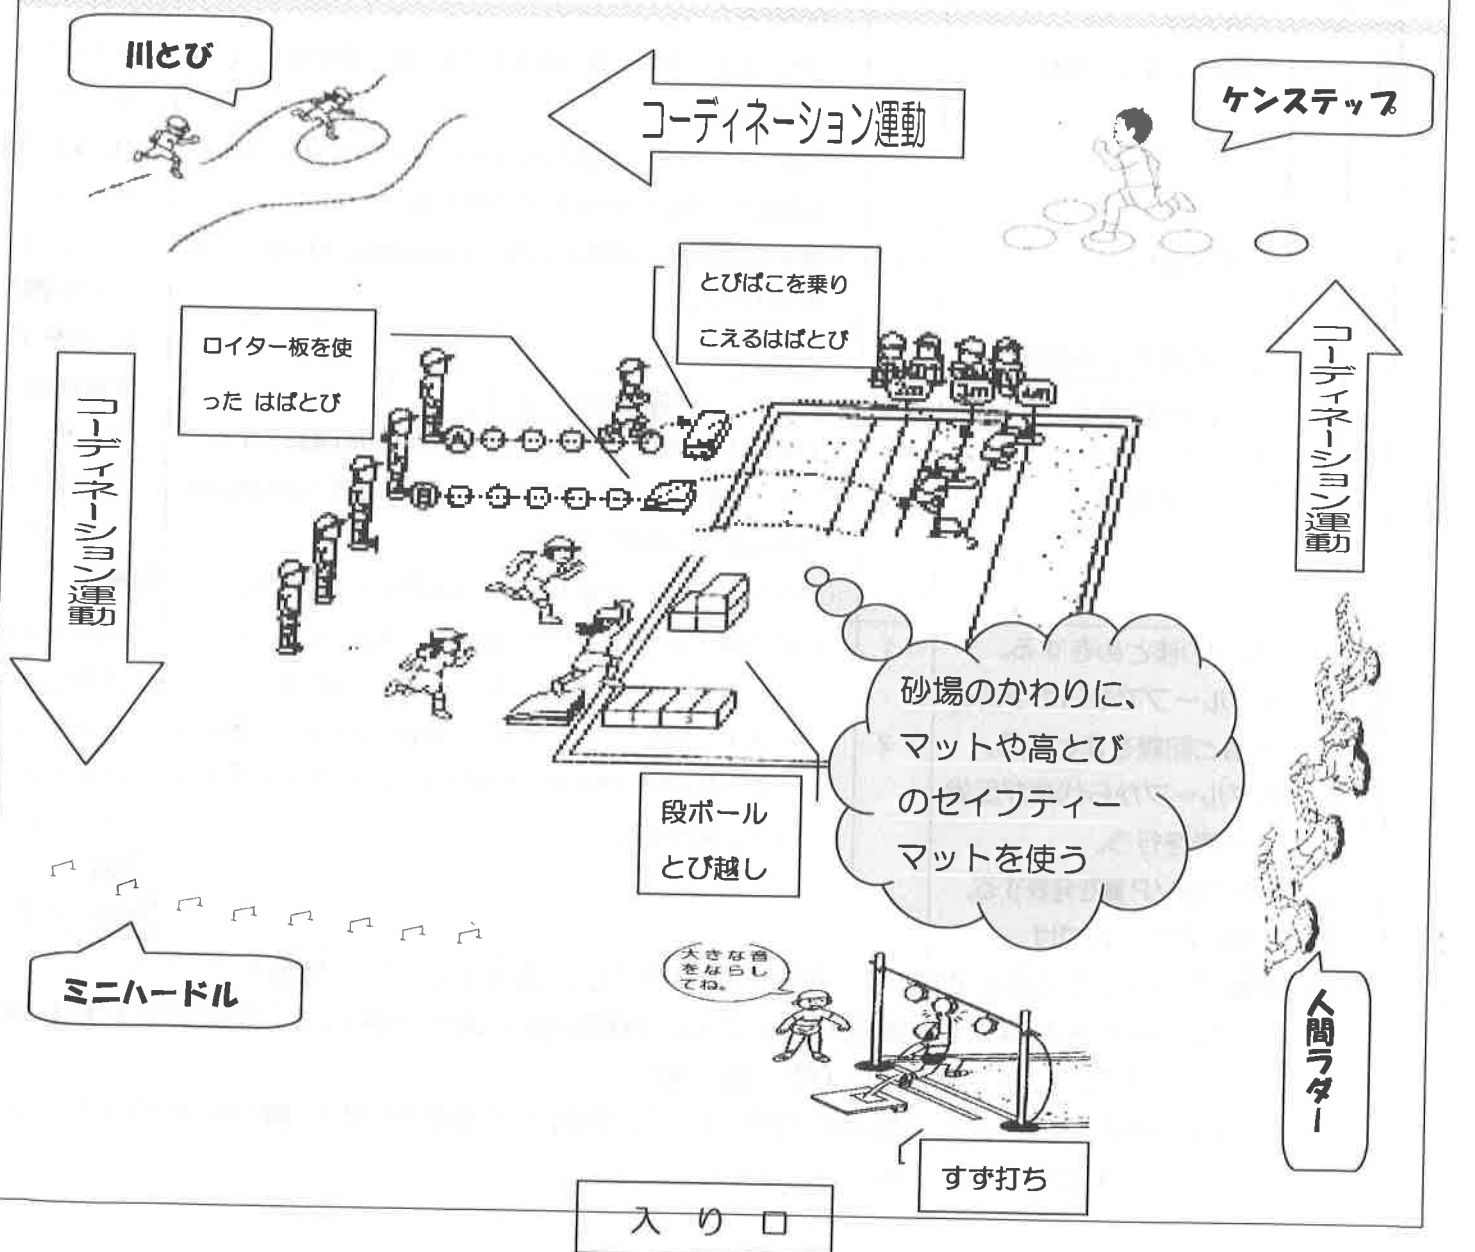 川とび
コーディネーション運動
ケンステップ
とびばこを乗り
こえるはばとび
ロイター板を使
った はばとび
コーディネーション運動
コーディネーション運動
砂場のかわりに、
マットや高とび
のセイフティー
マットを使う
段ボール
とび越し
ミニハードル
大きな音
をならし
てね。
人間ラダー
すず打ち
入り口